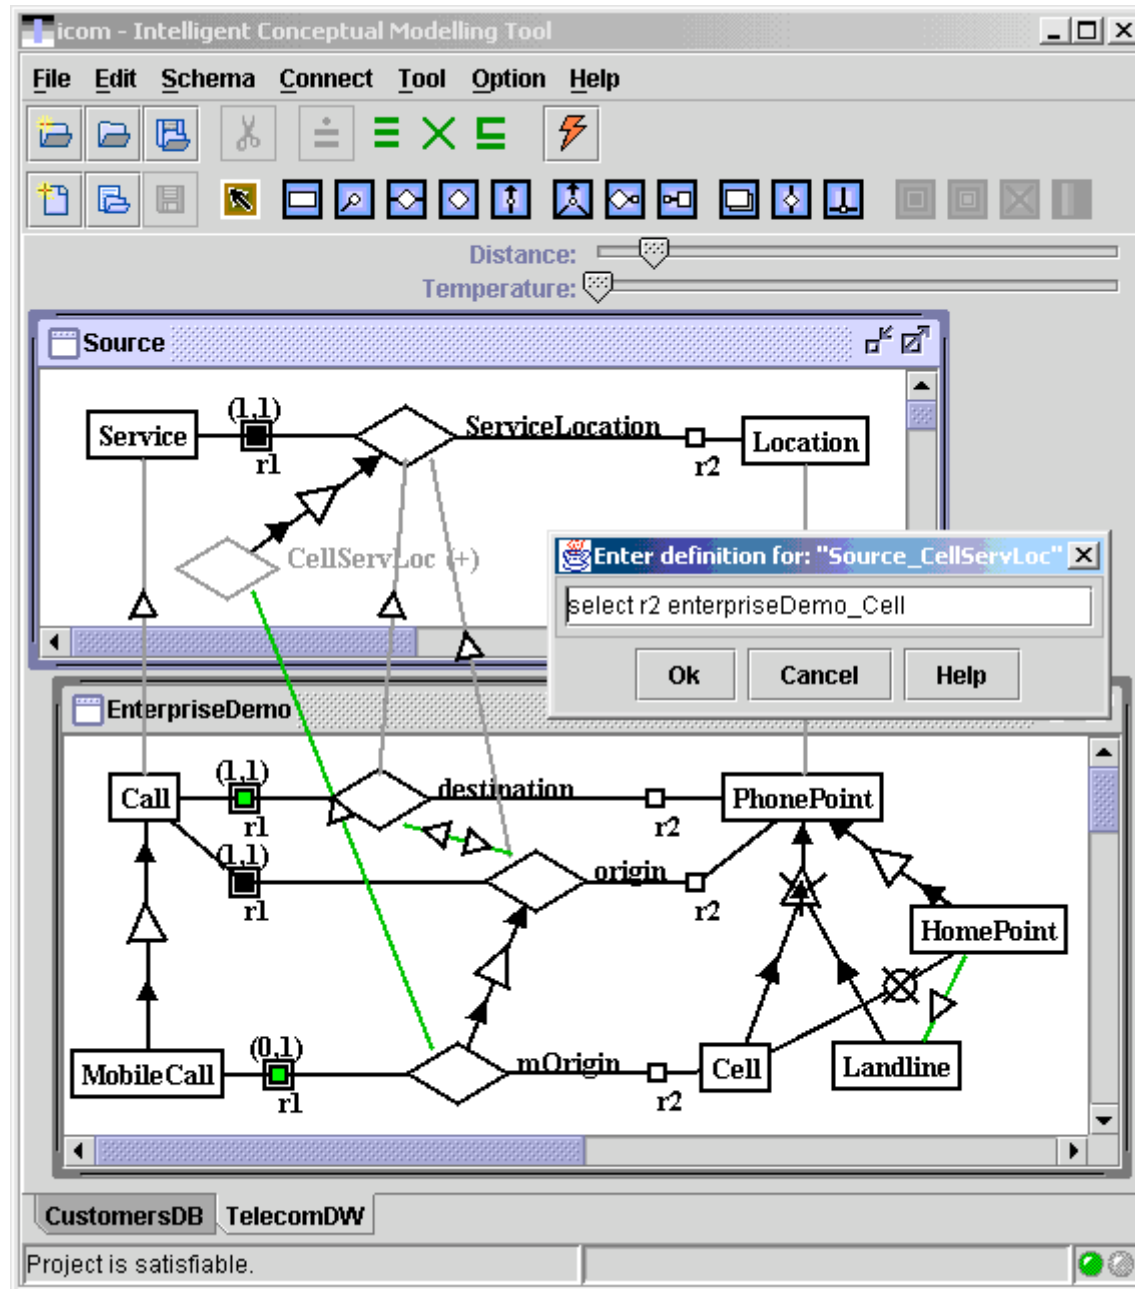 icom - Intelligent Conceptual Modelling Tool
File Edit Schema Connect Tool Option Help
Distance:
Temperature:
Source
(1,1)
Service
ServiceLocation
Location
r1
r2
CellServLoc (+)
Enter definition for: "Source_CellServLoc"
select r2 enterpriseDemo_Cell
Ok Cancel Help
EnterpriseDemo
(1,1)
Call
destination
PhonePoint
r1
r2
(1,1)
origin
r1
r2
HomePoint
(0,1)
MobileCall
mOrigin
Cell
Landline
r1
r2
CustomersDB TelecomDW
Project is satisfiable.